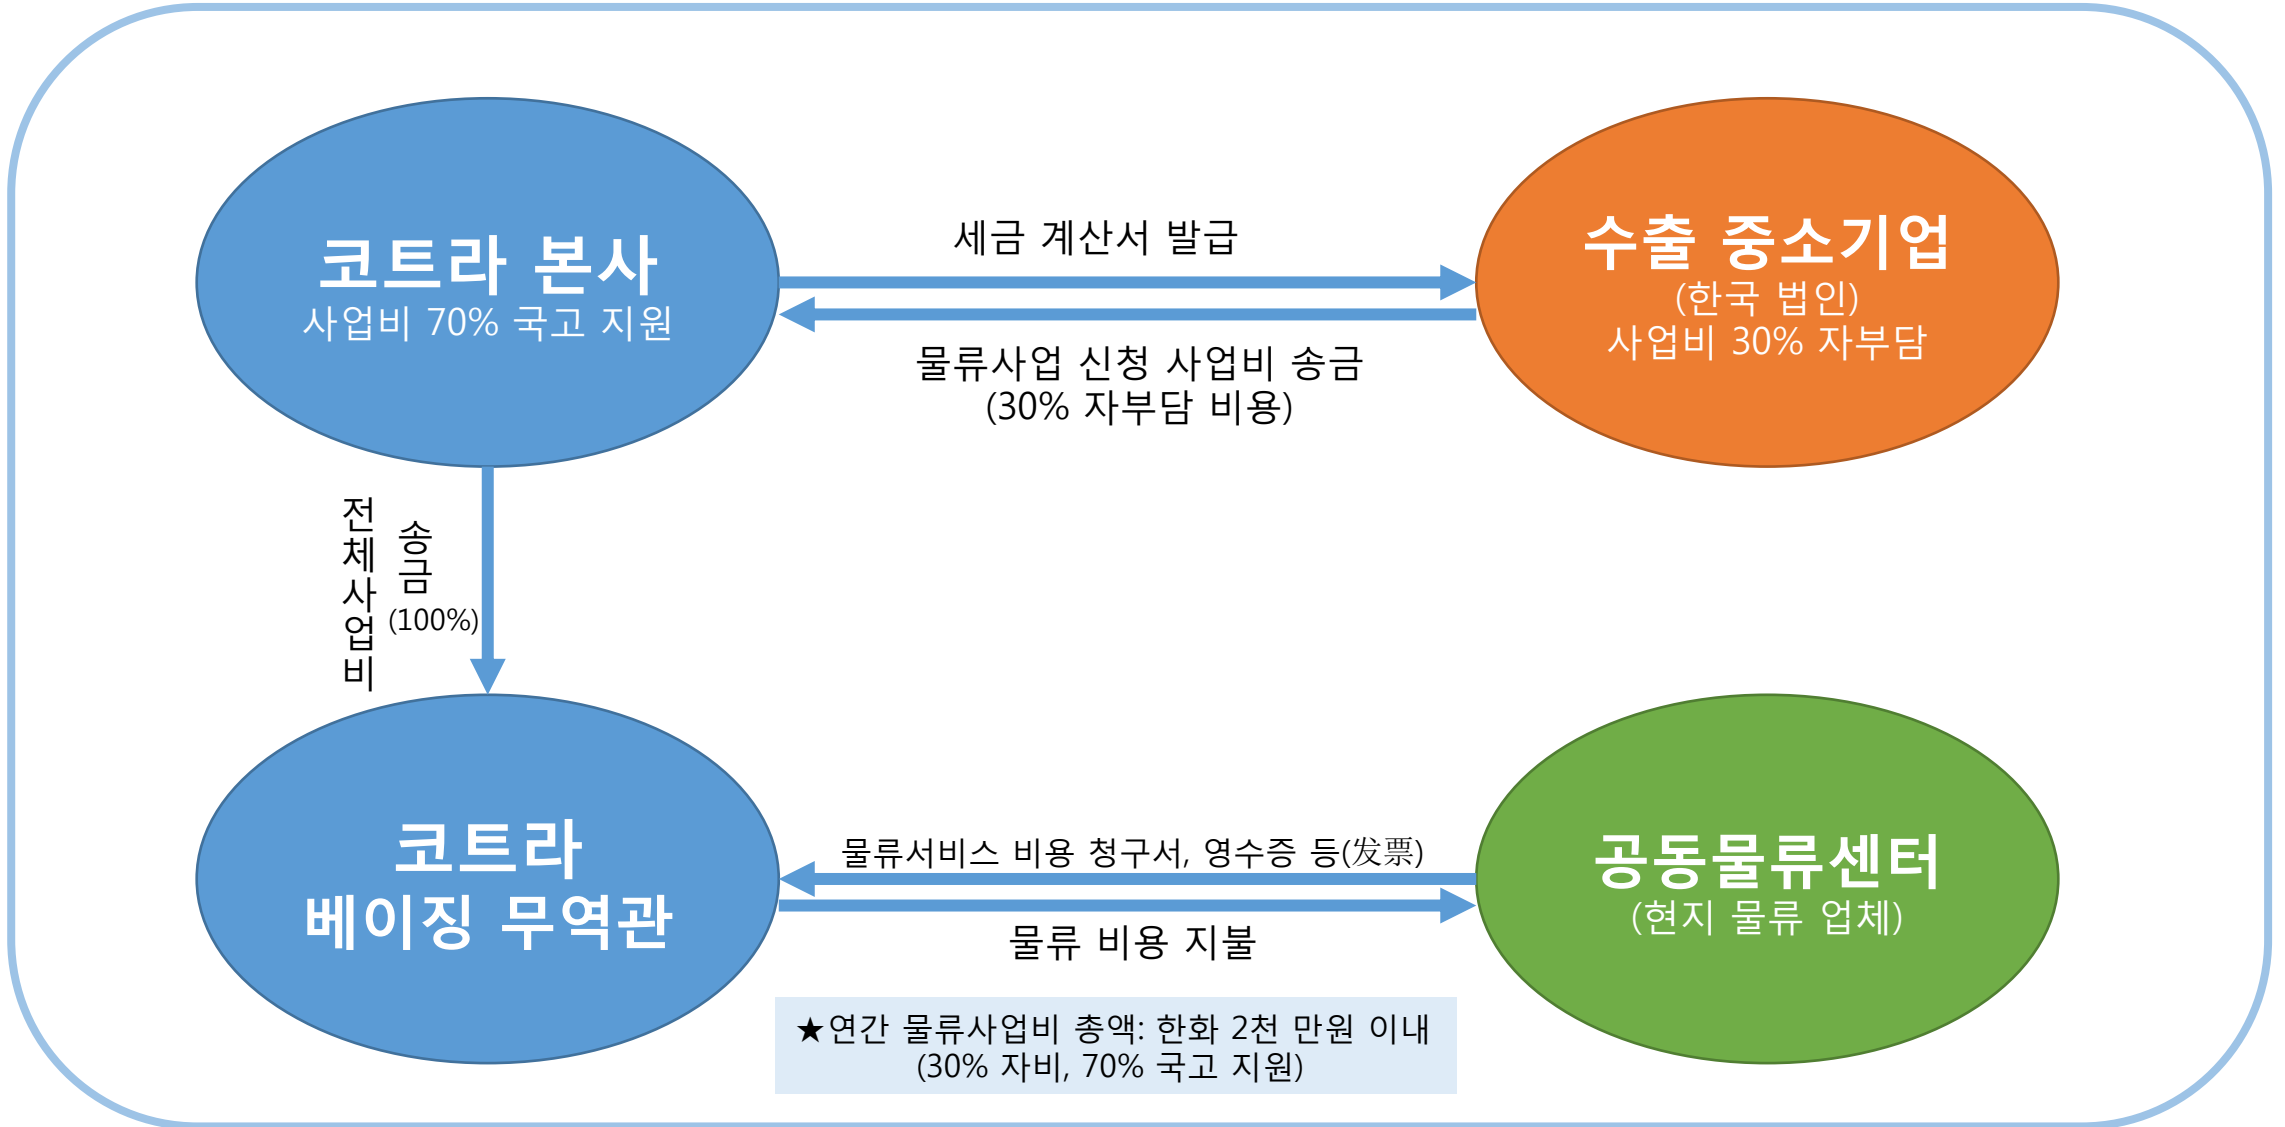 코트라 본사
사업비 70% 국고 지원
세금 계산서 발급
물류사업 신청 사업비 송금
(30% 자부담 비용)
수출 중소기업
(한국 법인)
사업비 30% 자부담
전체사업비
송금
(100%)
코트라
베이징 무역관
물류서비스 비용 청구서, 영수증 등(发票)
물류 비용 지불
공동물류센터
(현지 물류 업체)
★연간 물류사업비 총액: 한화 2천 만원 이내
(30% 자비, 70% 국고 지원)